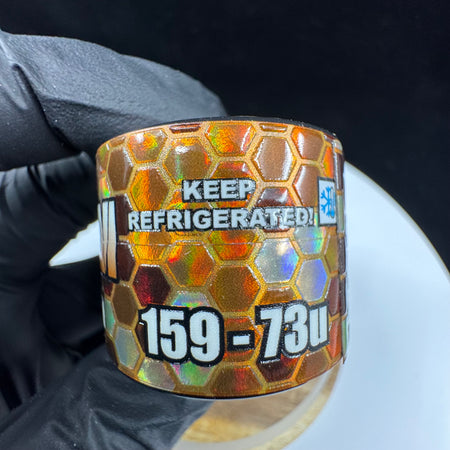 KEEP
REFRIGERATED!
159 - 73u